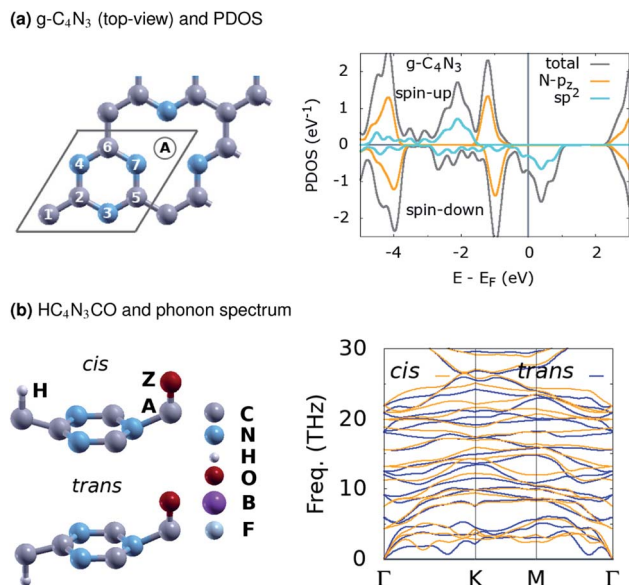 (a) g-C₄N₃ (top-view) and PDOS
A
6
4
7
2
5
1
3
g-C₄N₃
total
spin-up
N-p_z
sp²
spin-down
PDOS (eV⁻¹)
2
1
0
-1
-2
-4
-2
0
2
E - E_F (eV)
(b) HC₄N₃CO and phonon spectrum
cis
H
Z
A
trans
C
N
H
O
B
F
cis
trans
Freq. (THz)
30
20
10
0
Γ
K
M
Γ